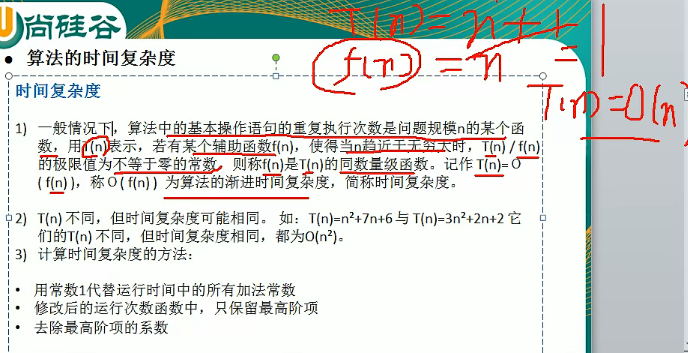 尚硅谷
T(n)=n+1
• 算法的时间复杂度
f(n)=n
=1
T(n)=O(n)
时间复杂度
1) 一般情况下，算法中的基本操作语句的重复执行次数是问题规模n的某个函
数，用T(n)表示，若有某个辅助函数f(n)，使得当n趋近于无穷大时，T(n) / f(n)
的极限值为不等于零的常数，则称f(n)是T(n)的同数量级函数。记作 T(n)=O
( f(n) )，称O ( f(n) )  为算法的渐进时间复杂度，简称时间复杂度。
2) T(n) 不同，但时间复杂度可能相同。 如：T(n)=n²+7n+6 与 T(n)=3n²+2n+2 它
们的T(n) 不同，但时间复杂度相同，都为O(n²)。
3) 计算时间复杂度的方法：
• 用常数1代替运行时间中的所有加法常数
• 修改后的运行次数函数中，只保留最高阶项
• 去除最高阶项的系数